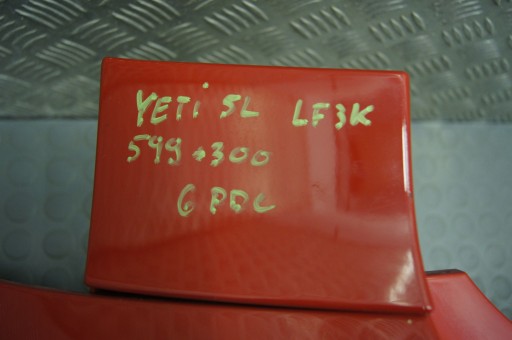 YETI 5L LF3K
599+300
6 PDC